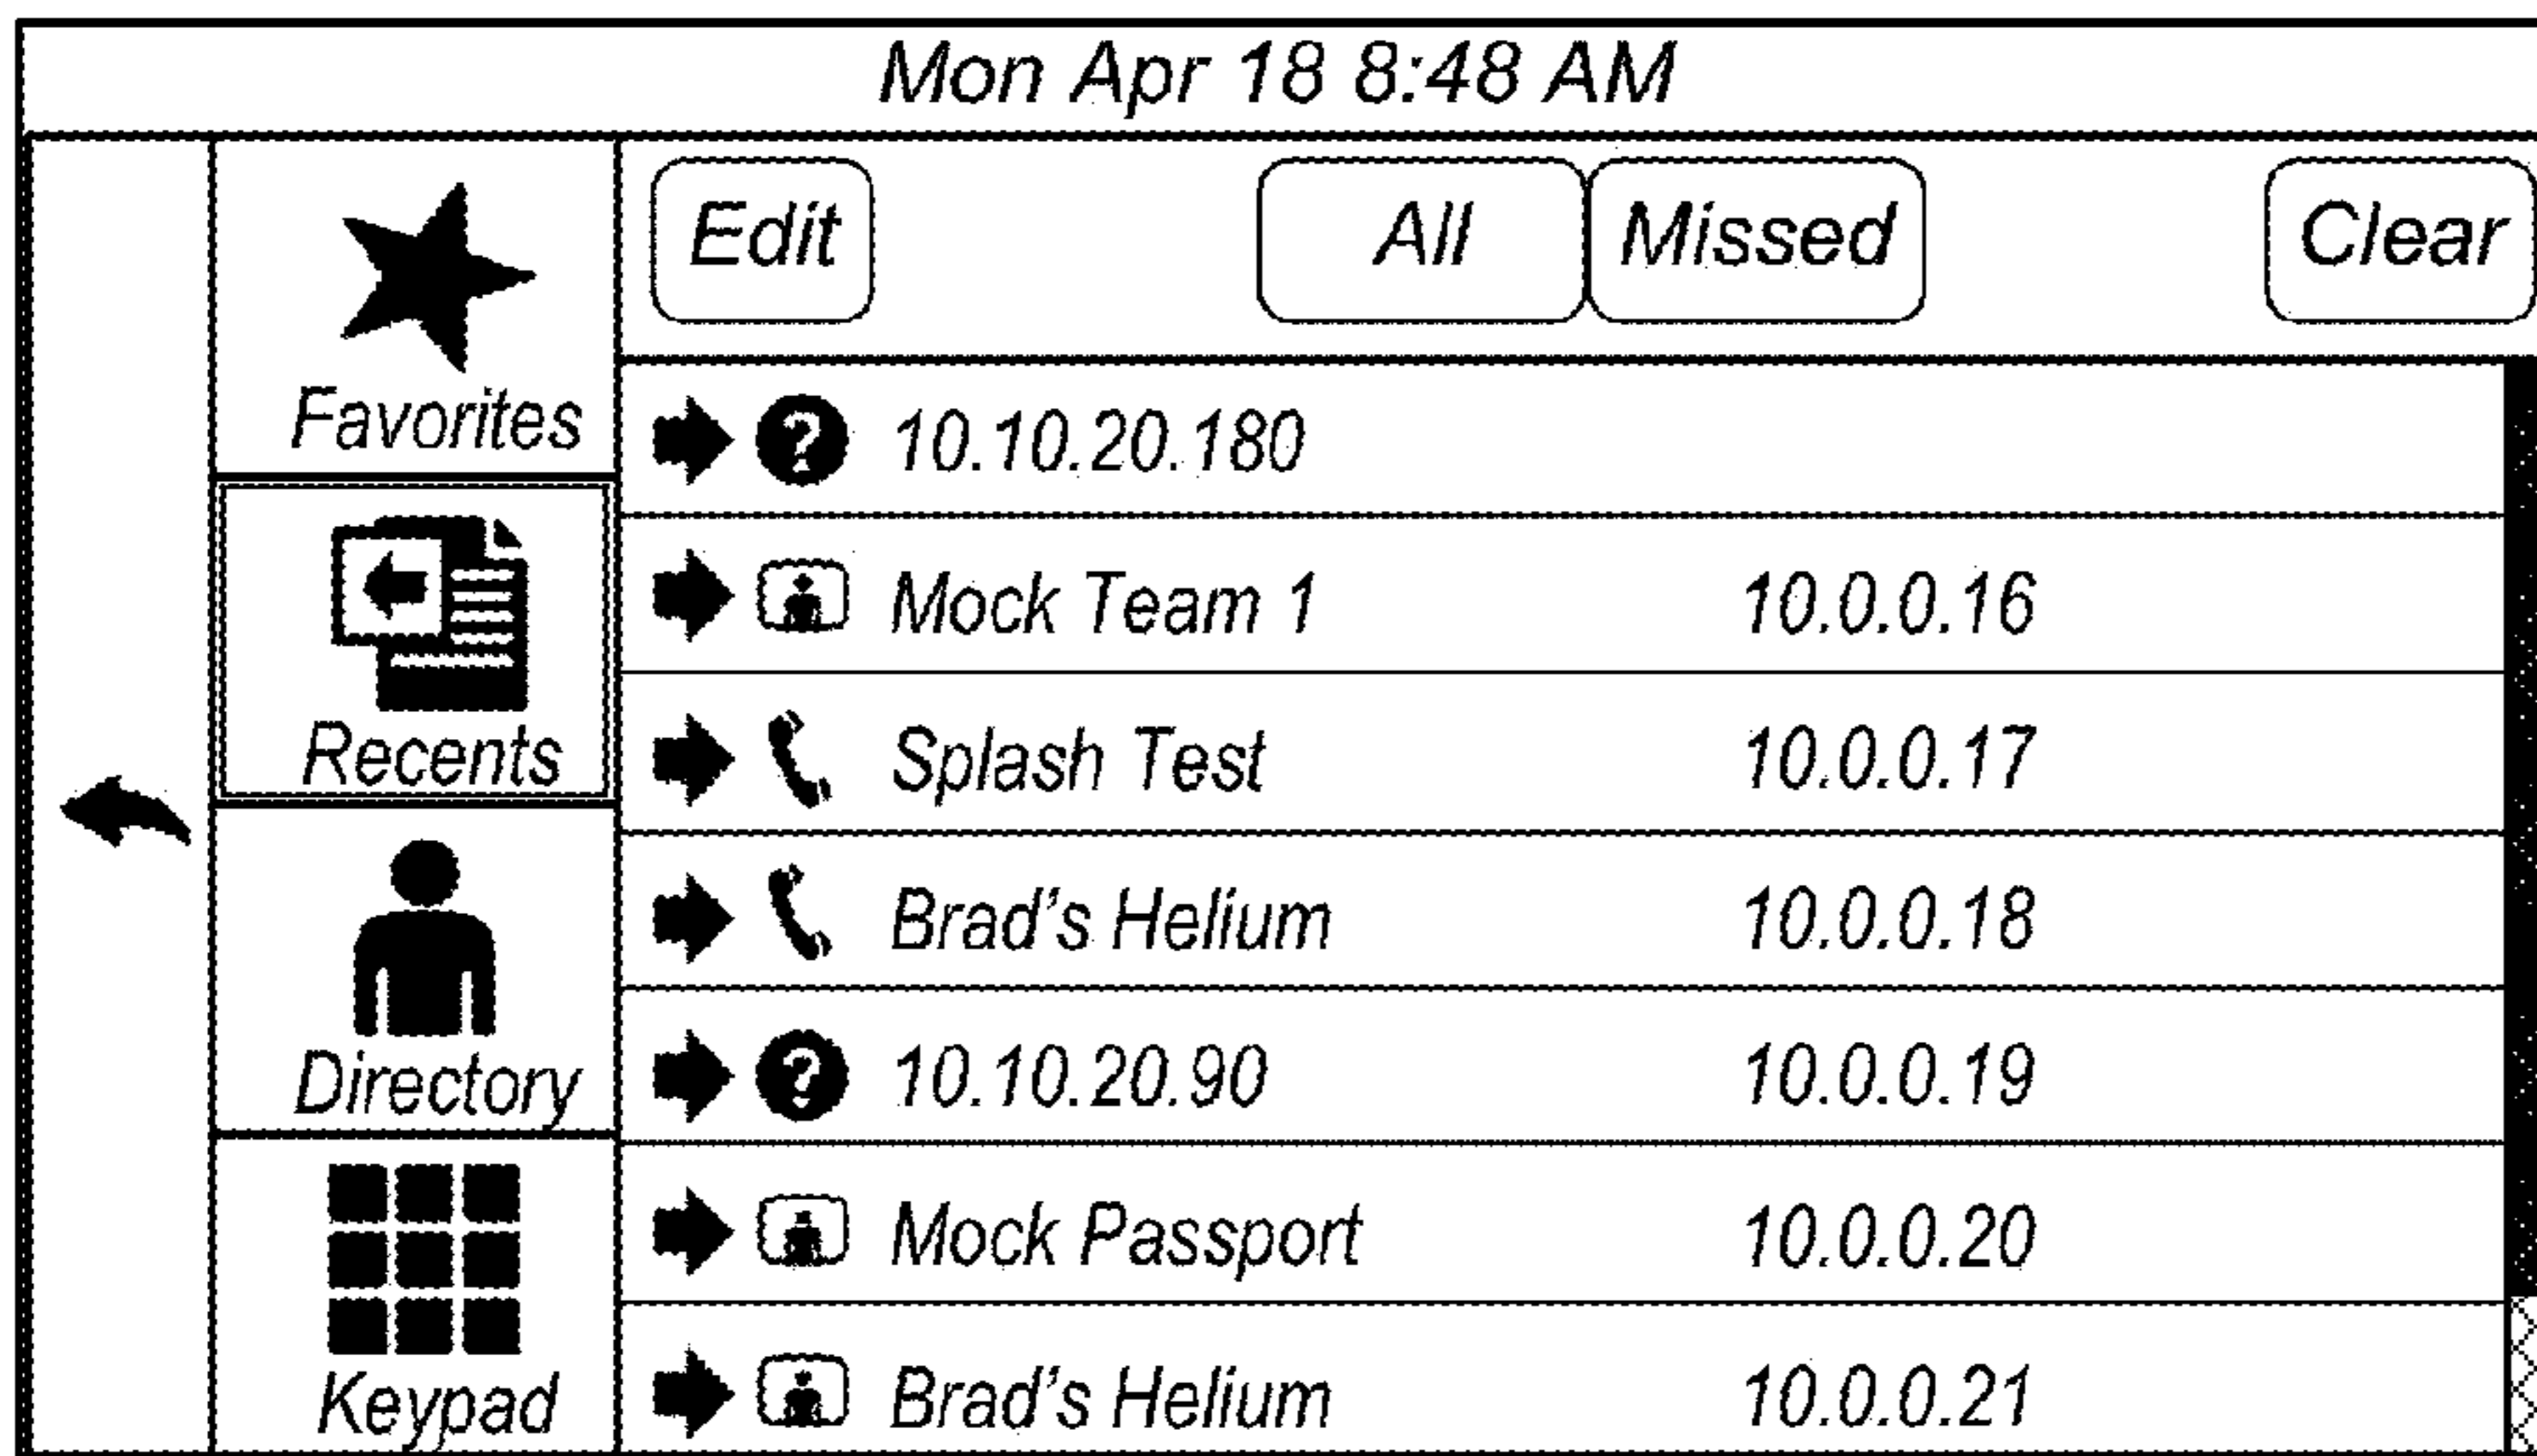 Mon Apr 18 8:48 AM
Edit All Missed Clear
Favorites
Recents
Directory
Keypad
10.10.20.180
Mock Team 1 10.0.0.16
Splash Test 10.0.0.17
Brad's Helium 10.0.0.18
10.10.20.90 10.0.0.19
Mock Passport 10.0.0.20
Brad's Helium 10.0.0.21